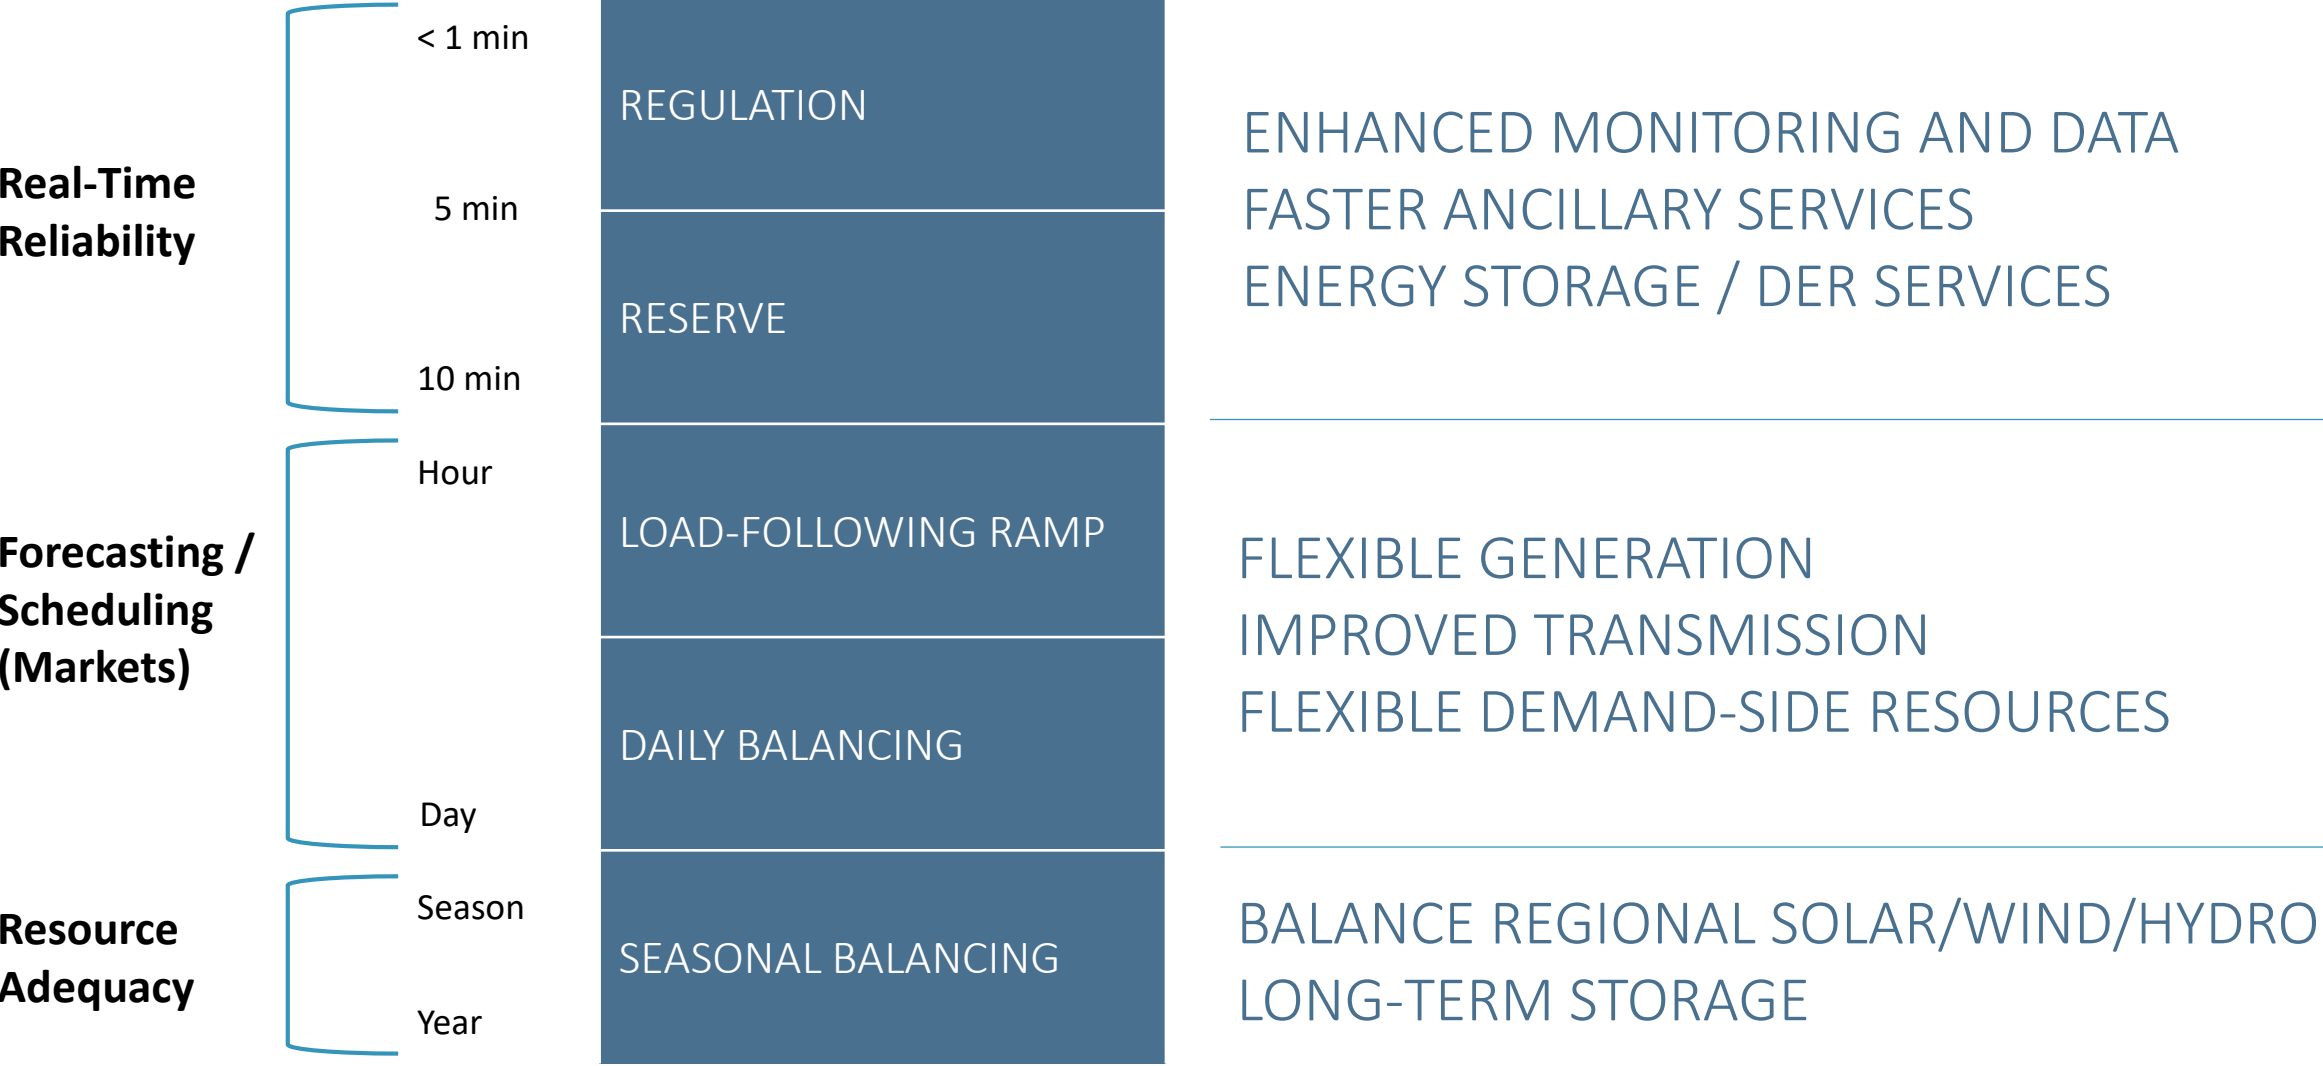 Real-Time
Reliability
< 1 min
5 min
10 min
REGULATION
RESERVE
ENHANCED MONITORING AND DATA
FASTER ANCILLARY SERVICES
ENERGY STORAGE / DER SERVICES
Forecasting /
Scheduling
(Markets)
Hour
Day
LOAD-FOLLOWING RAMP
DAILY BALANCING
FLEXIBLE GENERATION
IMPROVED TRANSMISSION
FLEXIBLE DEMAND-SIDE RESOURCES
Resource
Adequacy
Season
Year
SEASONAL BALANCING
BALANCE REGIONAL SOLAR/WIND/HYDRO
LONG-TERM STORAGE